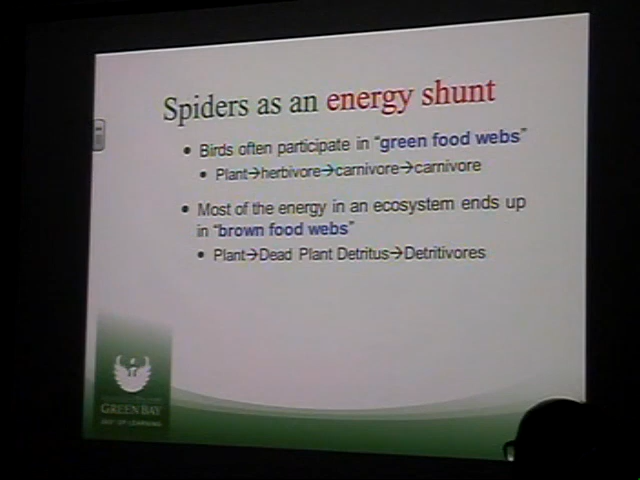 Spiders as an energy shunt
• Birds often participate in "green food webs"
• Plant→herbivore→carnivore→carnivore
• Most of the energy in an ecosystem ends up
in "brown food webs"
• Plant→Dead Plant Detritus→Detritivores
GREEN BAY